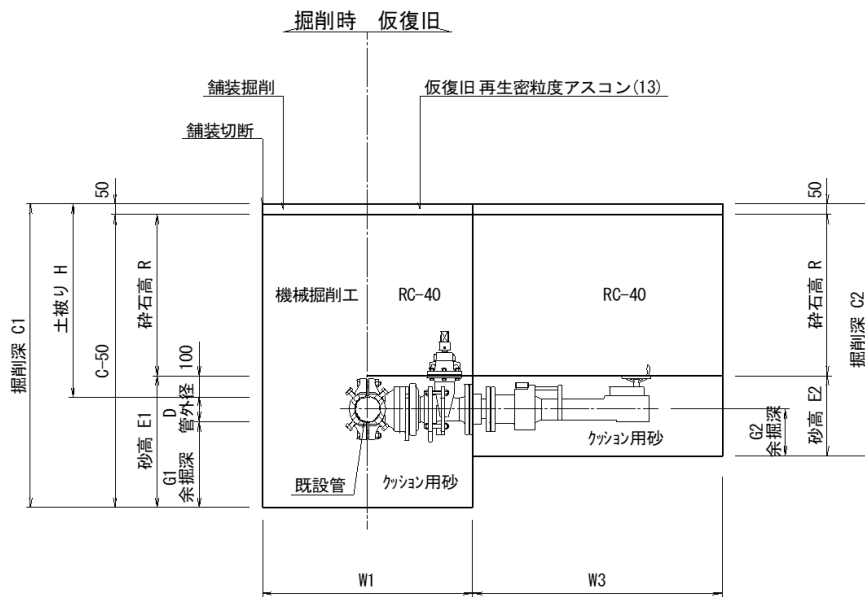 掘削時 仮復旧
舗装掘削
仮復旧 再生密粒度アスコン(13)
舗装切断
50
50
掘削深 C1
土被り H
C-50
砕石高 R
100
管外径
D
砂高 E1
G1
余掘深
機械掘削工
RC-40
RC-40
砕石高 R
掘削深 C2
砂高 E2
G2
余掘深
クッション用砂
既設管
クッション用砂
W1
W3